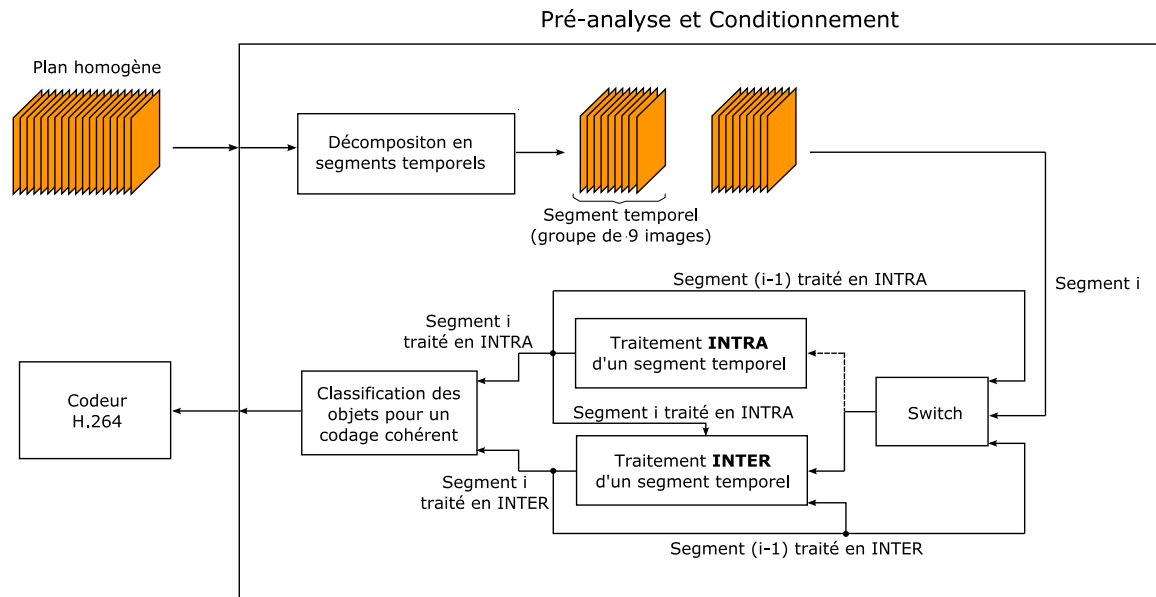 Pré-analyse et Conditionnement
Plan homogène
Décompositon en
segments temporels
Segment temporel
(groupe de 9 images)
Segment i
Segment (i-1) traité en INTRA
Segment i
traité en INTRA
Traitement INTRA
d'un segment temporel
Codeur
H.264
Classification des
objets pour un
codage cohérent
Segment i traité en INTRA
Switch
Traitement INTER
d'un segment temporel
Segment i
traité en INTER
Segment (i-1) traité en INTER